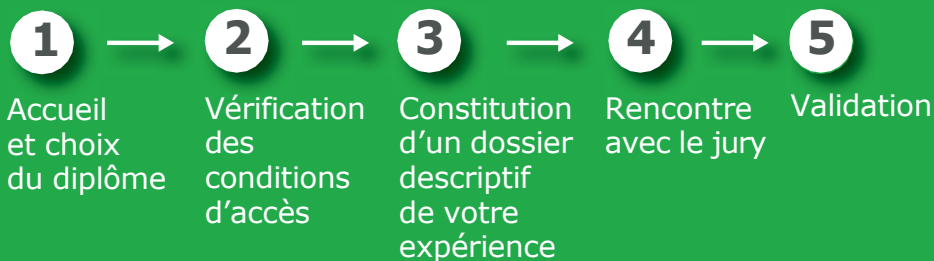 1
Accueil
et choix
du diplôme
2
Vérification
des
conditions
d’accès
3
Constitution
d’un dossier
descriptif
de votre
expérience
4
Rencontre
avec le jury
5
Validation